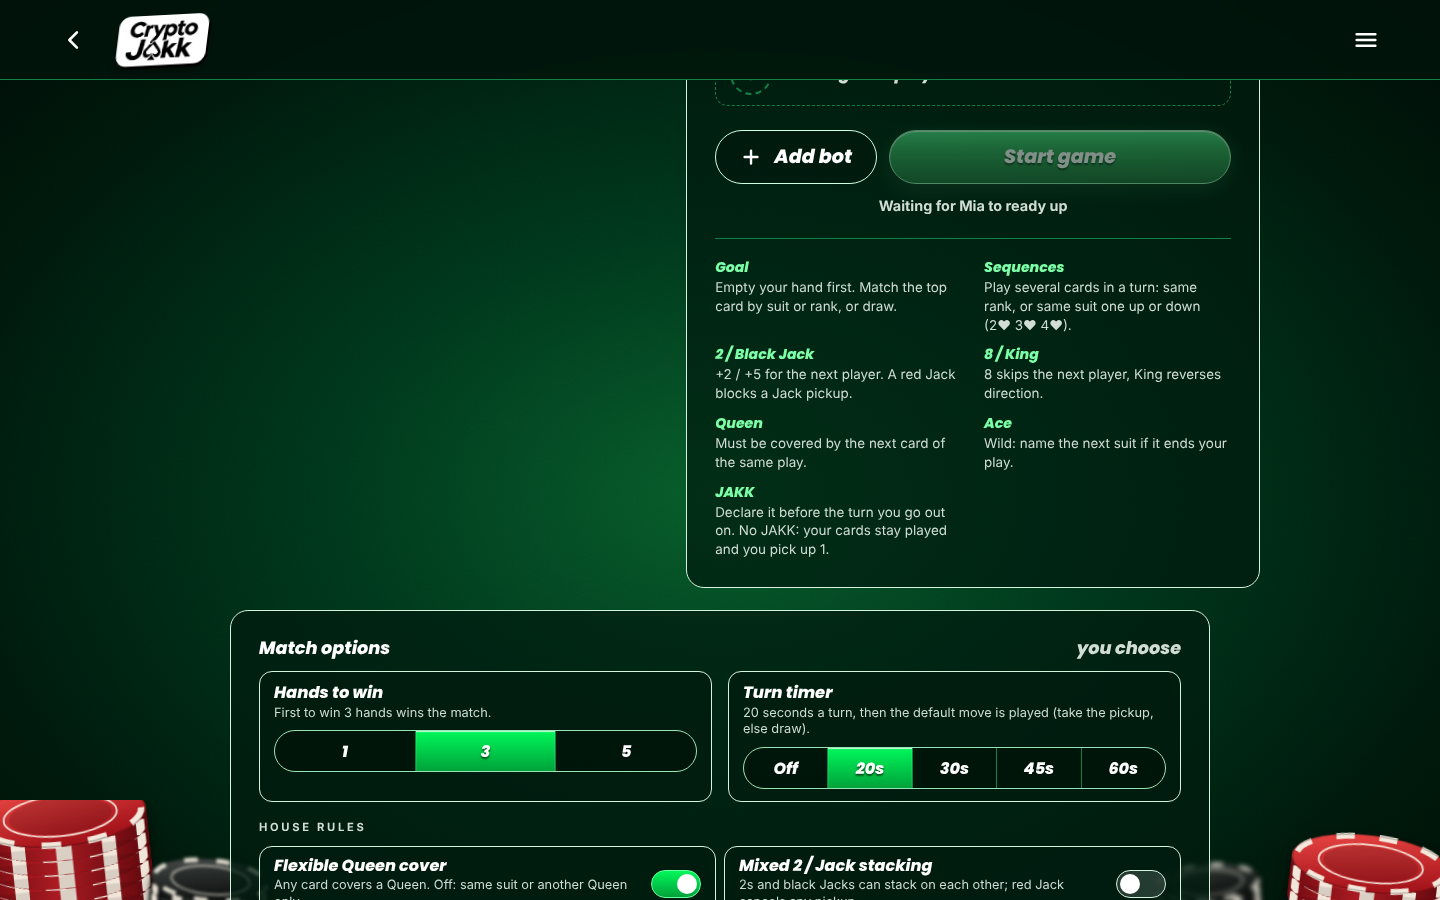 Crypto
Jakk
Add bot
Start game
Waiting for Mia to ready up
Goal
Empty your hand first. Match the top
card by suit or rank, or draw.
Sequences
Play several cards in a turn: same
rank, or same suit one up or down
(2♥ 3♥ 4♥).
2 / Black Jack
+2 / +5 for the next player. A red Jack
blocks a Jack pickup.
8 / King
8 skips the next player, King reverses
direction.
Queen
Must be covered by the next card of
the same play.
Ace
Wild: name the next suit if it ends your
play.
JAKK
Declare it before the turn you go out
on. No JAKK: your cards stay played
and you pick up 1.
Match options
you choose
Hands to win
First to win 3 hands wins the match.
1 3 5
Turn timer
20 seconds a turn, then the default move is played (take the pickup,
else draw).
Off 20s 30s 45s 60s
HOUSE RULES
Flexible Queen cover
Any card covers a Queen. Off: same suit or another Queen
Mixed 2 / Jack stacking
2s and black Jacks can stack on each other; red Jack